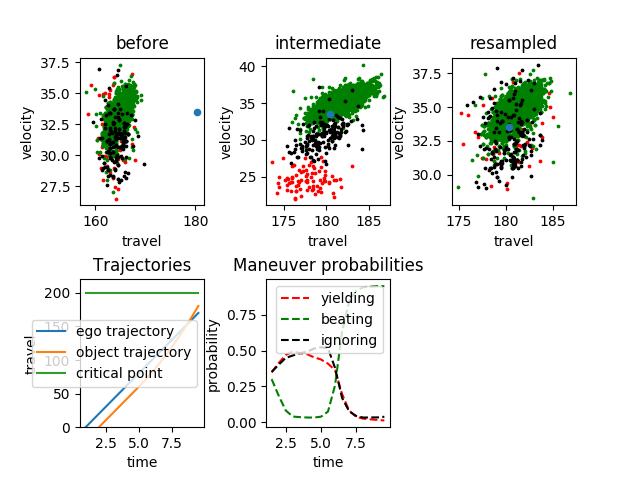 before
intermediate
resampled
37.5
35.0
32.5
30.0
27.5
velocity
160
180
travel
40
35
30
25
velocity
175
180
185
travel
37.5
35.0
32.5
30.0
velocity
175
180
185
travel
Trajectories
Maneuver probabilities
200
150
100
50
0
travel
ego trajectory
object trajectory
critical point
2.5
5.0
7.5
time
0.75
0.50
0.25
0.00
probability
yielding
beating
ignoring
2.5
5.0
7.5
time